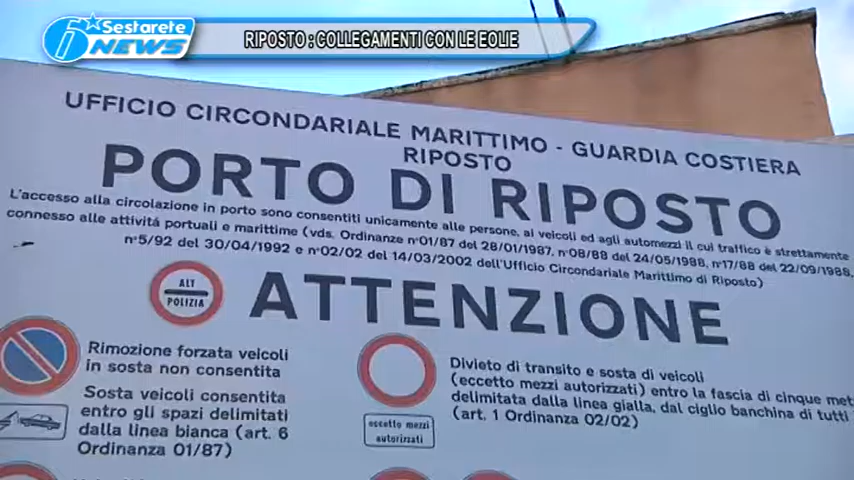 6 Sestarete
NEWS
RIPOSTO : COLLEGAMENTI CON LE EOLIE
UFFICIO CIRCONDARIALE MARITTIMO - GUARDIA COSTIERA
RIPOSTO
PORTO DI RIPOSTO
L'accesso alla circolazione in porto sono consentiti unicamente alle persone, ai veicoli ed agli automezzi il cui traffico è strettamente
connesso alle attività portuali e marittime (vds. Ordinanze n°01/87 del 28/01/1987, n°08/88 del 24/05/1988, n°17/88 del 22/09/1988,
n°5/92 del 30/04/1992 e n°02/02 del 14/03/2002 dell'Ufficio Circondariale Marittimo di Riposto)
ALT
POLIZIA
ATTENZIONE
Rimozione forzata veicoli
in sosta non consentita
Sosta veicoli consentita
entro gli spazi delimitati
dalla linea bianca (art. 6
Ordinanza 01/87)
eccetto mezzi
autorizzati
Divieto di transito e sosta di veicoli
(eccetto mezzi autorizzati) entro la fascia di cinque met
delimitata dalla linea gialla, dal ciglio banchina di tutti
(art. 1 Ordinanza 02/02)